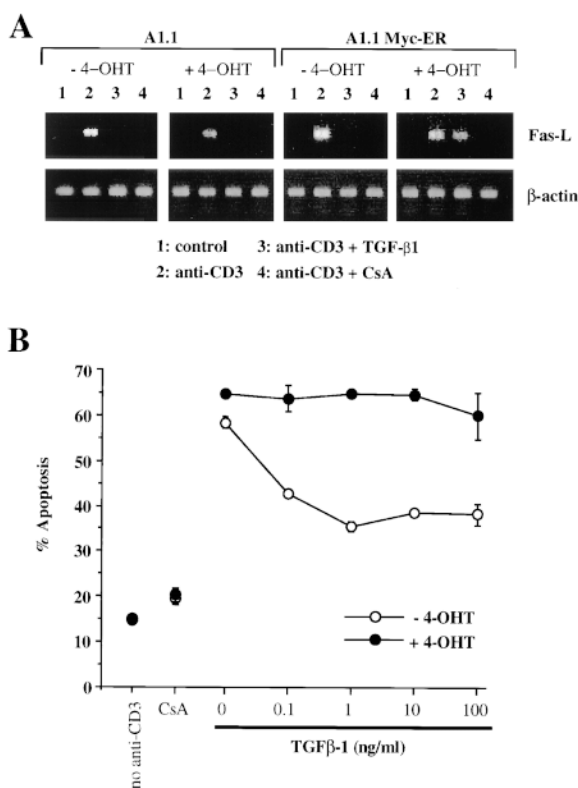 A
A1.1 A1.1 Myc-ER
- 4-OHT + 4-OHT - 4-OHT + 4-OHT
1 2 3 4 1 2 3 4 1 2 3 4 1 2 3 4
Fas-L
β-actin
1: control 3: anti-CD3 + TGF-β1
2: anti-CD3 4: anti-CD3 + CsA
B
70
60
50
40
30
20
10
0
% Apoptosis
- 4-OHT
+ 4-OHT
no anti-CD3 CsA 0 0.1 1 10 100
TGFβ-1 (ng/ml)